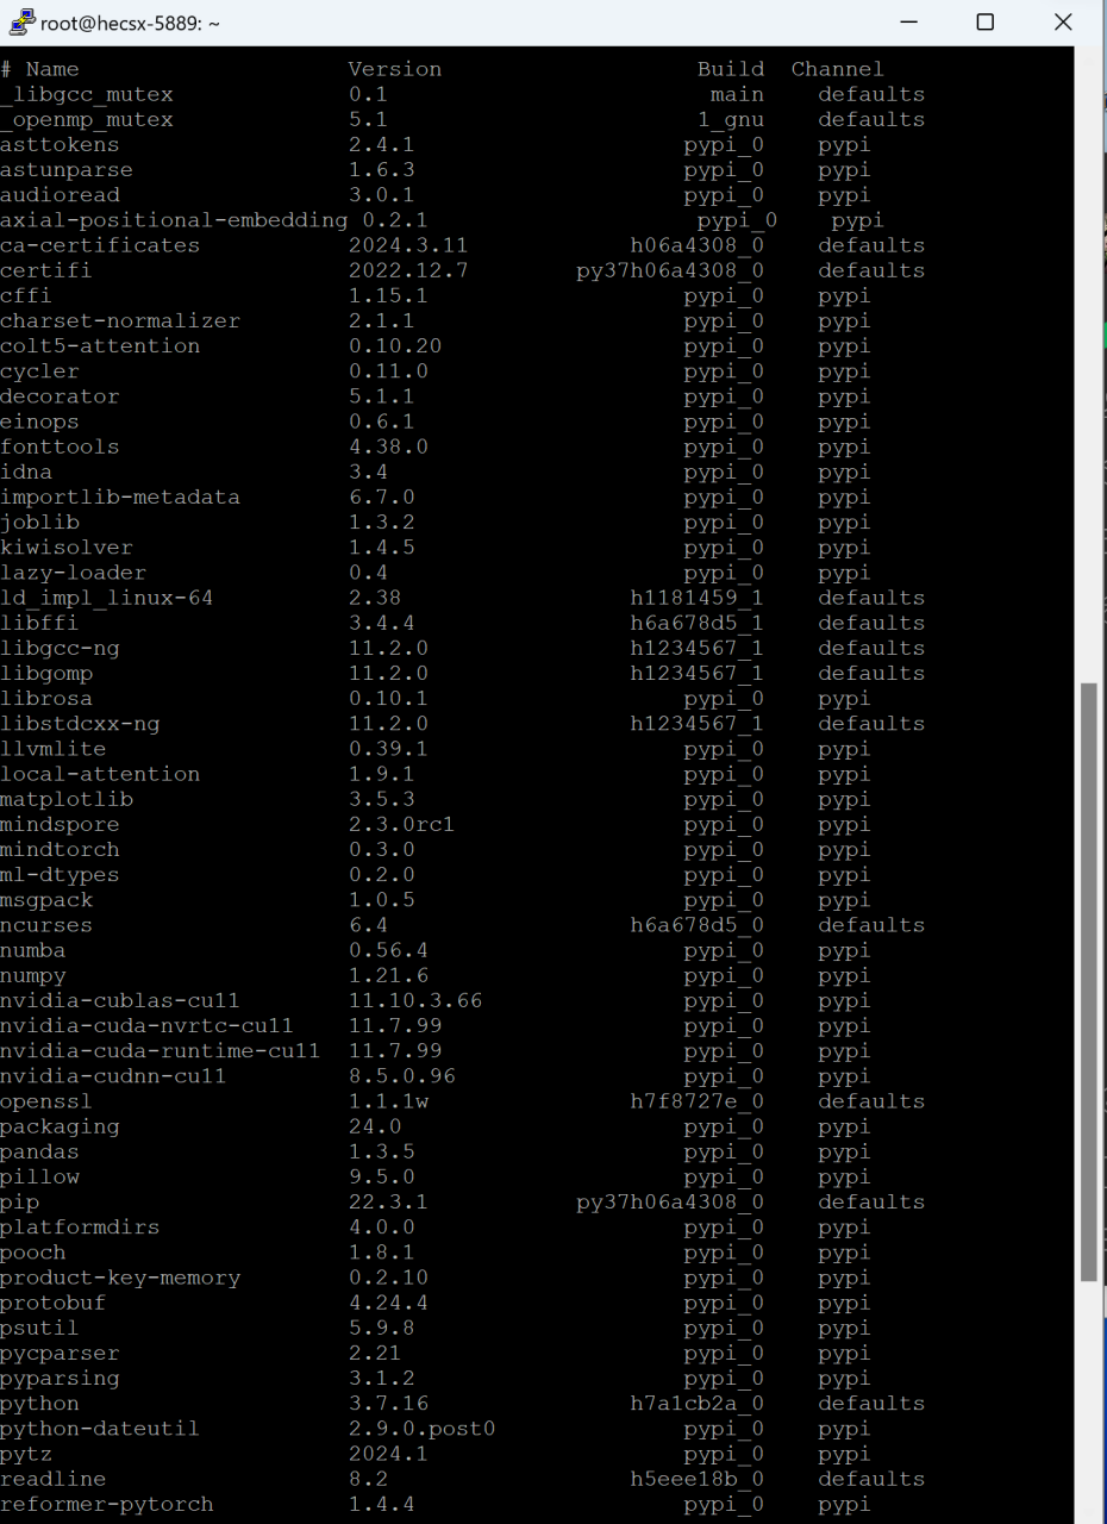 root@hecsx-5889: ~
# Name Version Build Channel
_libgcc_mutex 0.1 main defaults
_openmp_mutex 5.1 1_gnu defaults
asttokens 2.4.1 pypi_0 pypi
astunparse 1.6.3 pypi_0 pypi
audioread 3.0.1 pypi_0 pypi
axial-positional-embedding 0.2.1 pypi_0 pypi
ca-certificates 2024.3.11 h06a4308_0 defaults
certifi 2022.12.7 py37h06a4308_0 defaults
cffi 1.15.1 pypi_0 pypi
charset-normalizer 2.1.1 pypi_0 pypi
colt5-attention 0.10.20 pypi_0 pypi
cycler 0.11.0 pypi_0 pypi
decorator 5.1.1 pypi_0 pypi
einops 0.6.1 pypi_0 pypi
fonttools 4.38.0 pypi_0 pypi
idna 3.4 pypi_0 pypi
importlib-metadata 6.7.0 pypi_0 pypi
joblib 1.3.2 pypi_0 pypi
kiwisolver 1.4.5 pypi_0 pypi
lazy-loader 0.4 pypi_0 pypi
ld_impl_linux-64 2.38 h1181459_1 defaults
libffi 3.4.4 h6a678d5_1 defaults
libgcc-ng 11.2.0 h1234567_1 defaults
libgomp 11.2.0 h1234567_1 defaults
librosa 0.10.1 pypi_0 pypi
libstdcxx-ng 11.2.0 h1234567_1 defaults
llvmlite 0.39.1 pypi_0 pypi
local-attention 1.9.1 pypi_0 pypi
matplotlib 3.5.3 pypi_0 pypi
mindspore 2.3.0rc1 pypi_0 pypi
mindtorch 0.3.0 pypi_0 pypi
ml-dtypes 0.2.0 pypi_0 pypi
msgpack 1.0.5 pypi_0 pypi
ncurses 6.4 h6a678d5_0 defaults
numba 0.56.4 pypi_0 pypi
numpy 1.21.6 pypi_0 pypi
nvidia-cublas-cu11 11.10.3.66 pypi_0 pypi
nvidia-cuda-nvrtc-cu11 11.7.99 pypi_0 pypi
nvidia-cuda-runtime-cu11 11.7.99 pypi_0 pypi
nvidia-cudnn-cu11 8.5.0.96 pypi_0 pypi
openssl 1.1.1w h7f8727e_0 defaults
packaging 24.0 pypi_0 pypi
pandas 1.3.5 pypi_0 pypi
pillow 9.5.0 pypi_0 pypi
pip 22.3.1 py37h06a4308_0 defaults
platformdirs 4.0.0 pypi_0 pypi
pooch 1.8.1 pypi_0 pypi
product-key-memory 0.2.10 pypi_0 pypi
protobuf 4.24.4 pypi_0 pypi
psutil 5.9.8 pypi_0 pypi
pycparser 2.21 pypi_0 pypi
pyparsing 3.1.2 pypi_0 pypi
python 3.7.16 h7a1cb2a_0 defaults
python-dateutil 2.9.0.post0 pypi_0 pypi
pytz 2024.1 pypi_0 pypi
readline 8.2 h5eee18b_0 defaults
reformer-pytorch 1.4.4 pypi_0 pypi